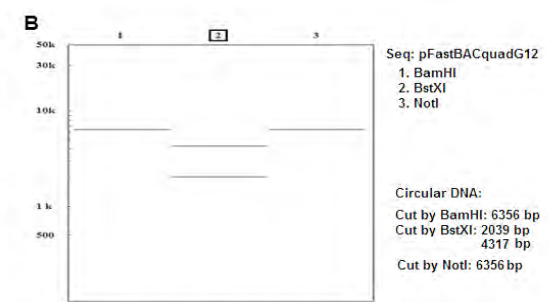 B
1 2 3
50k
30k
10k
1 k
500
Seq: pFastBACquadG12
1. BamHI
2. BstXI
3. NotI
Circular DNA:
Cut by BamHI: 6356 bp
Cut by BstXI: 2039 bp
4317 bp
Cut by NotI: 6356 bp